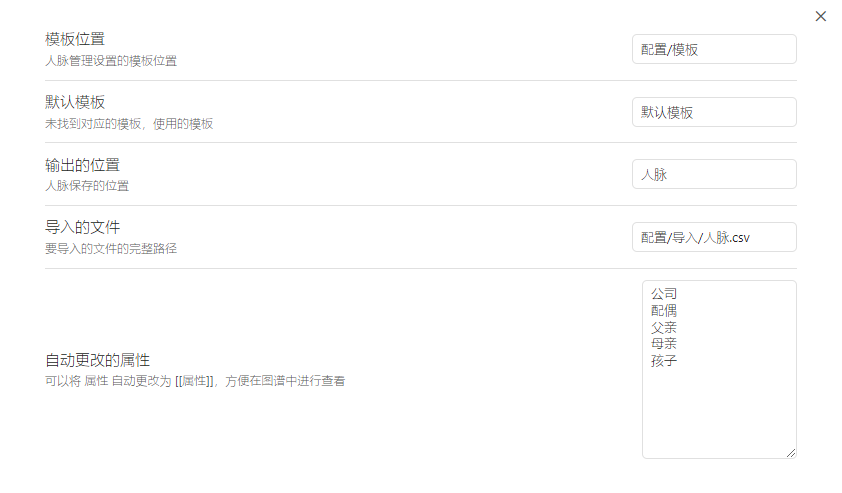 模板位置
人脉管理设置的模板位置
配置/模板
默认模板
未找到对应的模板，使用的模板
默认模板
输出的位置
人脉保存的位置
人脉
导入的文件
要导入的文件的完整路径
配置/导入/人脉.csv
自动更改的属性
可以将 属性 自动更改为 [[属性]]，方便在图谱中进行查看
公司
配偶
父亲
母亲
孩子